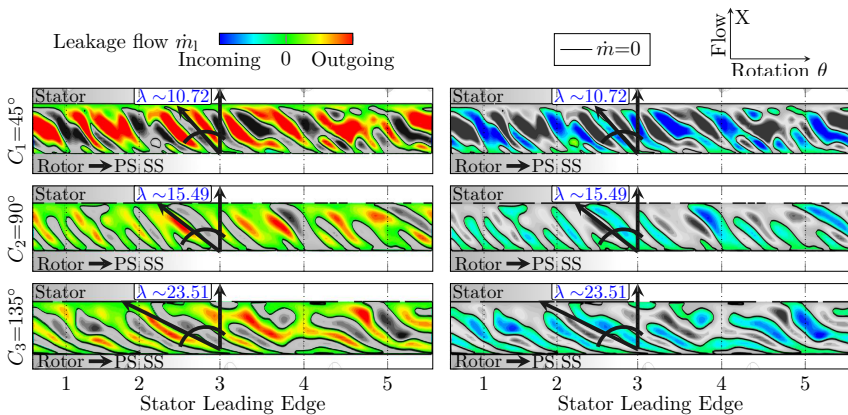 Leakage flow ṁₗ
Incoming 0 Outgoing
ṁ=0
X
Flow
Rotation θ
C₁=45°
Stator
λ ~10.72
Rotor PS SS
Stator
λ ~10.72
Rotor PS SS
C₂=90°
Stator
λ ~15.49
Rotor PS SS
Stator
λ ~15.49
Rotor PS SS
C₃=135°
Stator
λ ~23.51
Rotor PS SS
Stator
λ ~23.51
Rotor PS SS
1 2 3 4 5
1 2 3 4 5
Stator Leading Edge
Stator Leading Edge